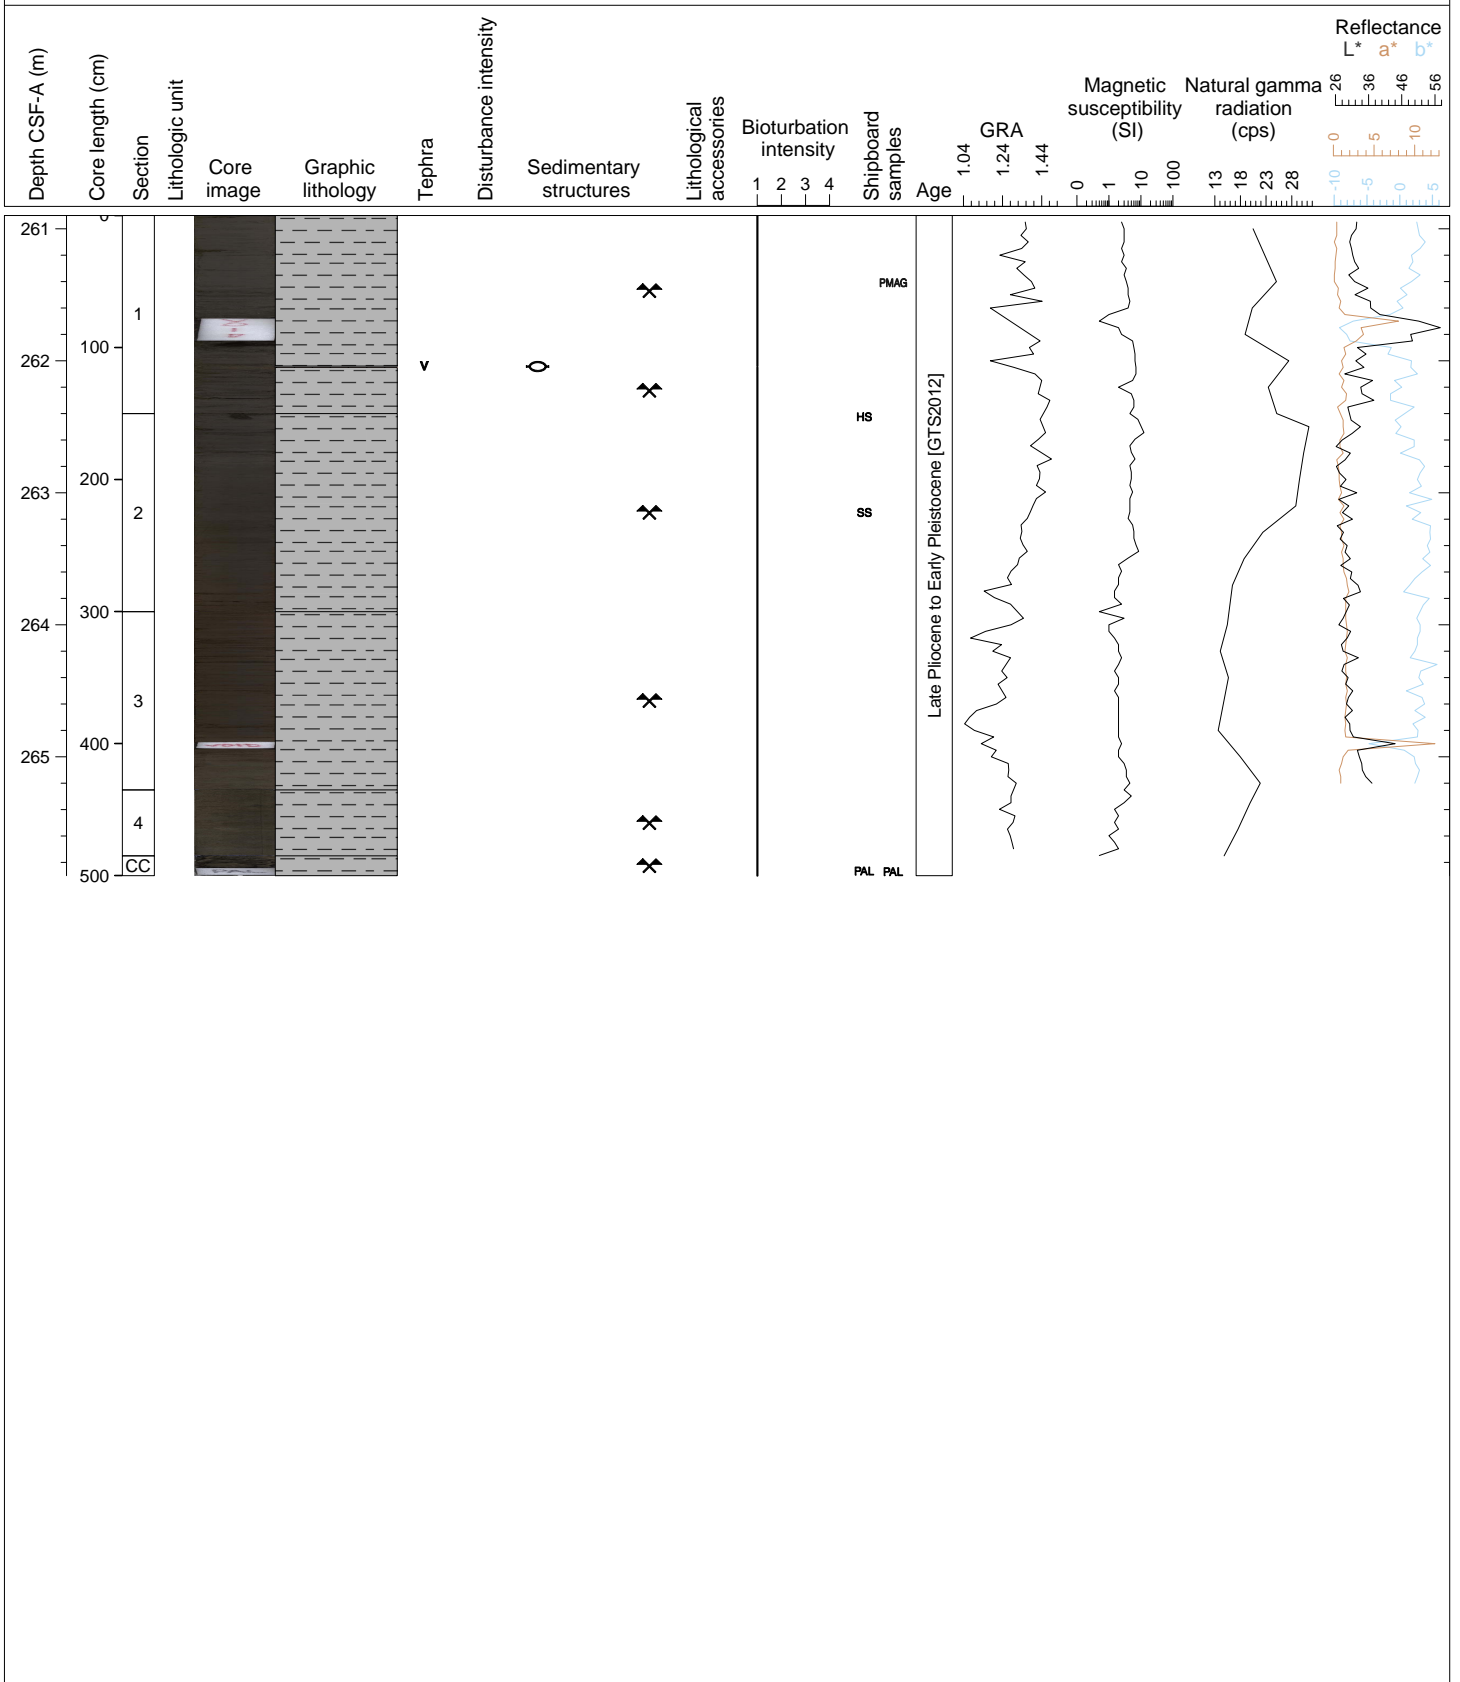 Depth CSF-A (m)
Core length (cm)
Section
Lithologic unit
Core
image
Graphic
lithology
Tephra
Disturbance intensity
Sedimentary
structures
Lithological
accessories
Bioturbation
intensity
1 2 3 4
Shipboard
samples
Age
GRA
1.04 1.24 1.44
Magnetic
susceptibility
(SI)
0 1 10 100
Natural gamma
radiation
(cps)
13 18 23 28
Reflectance
L* a* b*
26 36 46 56
0 5 10
-10 -5 0 5
0
261
PMAG
1
100
262
v
HS
Late Pliocene to Early Pleistocene [GTS2012]
200
263
2
SS
300
264
3
400
265
4
CC
500
PAL PAL